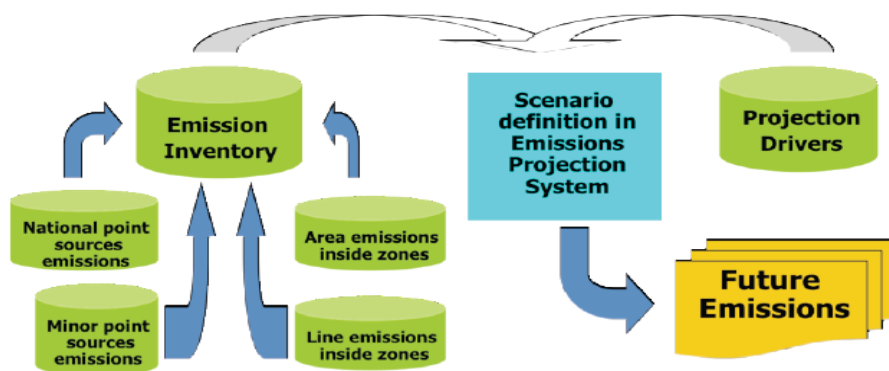 Emission
Inventory
Scenario
definition in
Emissions
Projection
System
Projection
Drivers
National point
sources
emissions
Area emissions
inside zones
Minor point
sources
emissions
Line emissions
inside zones
Future
Emissions